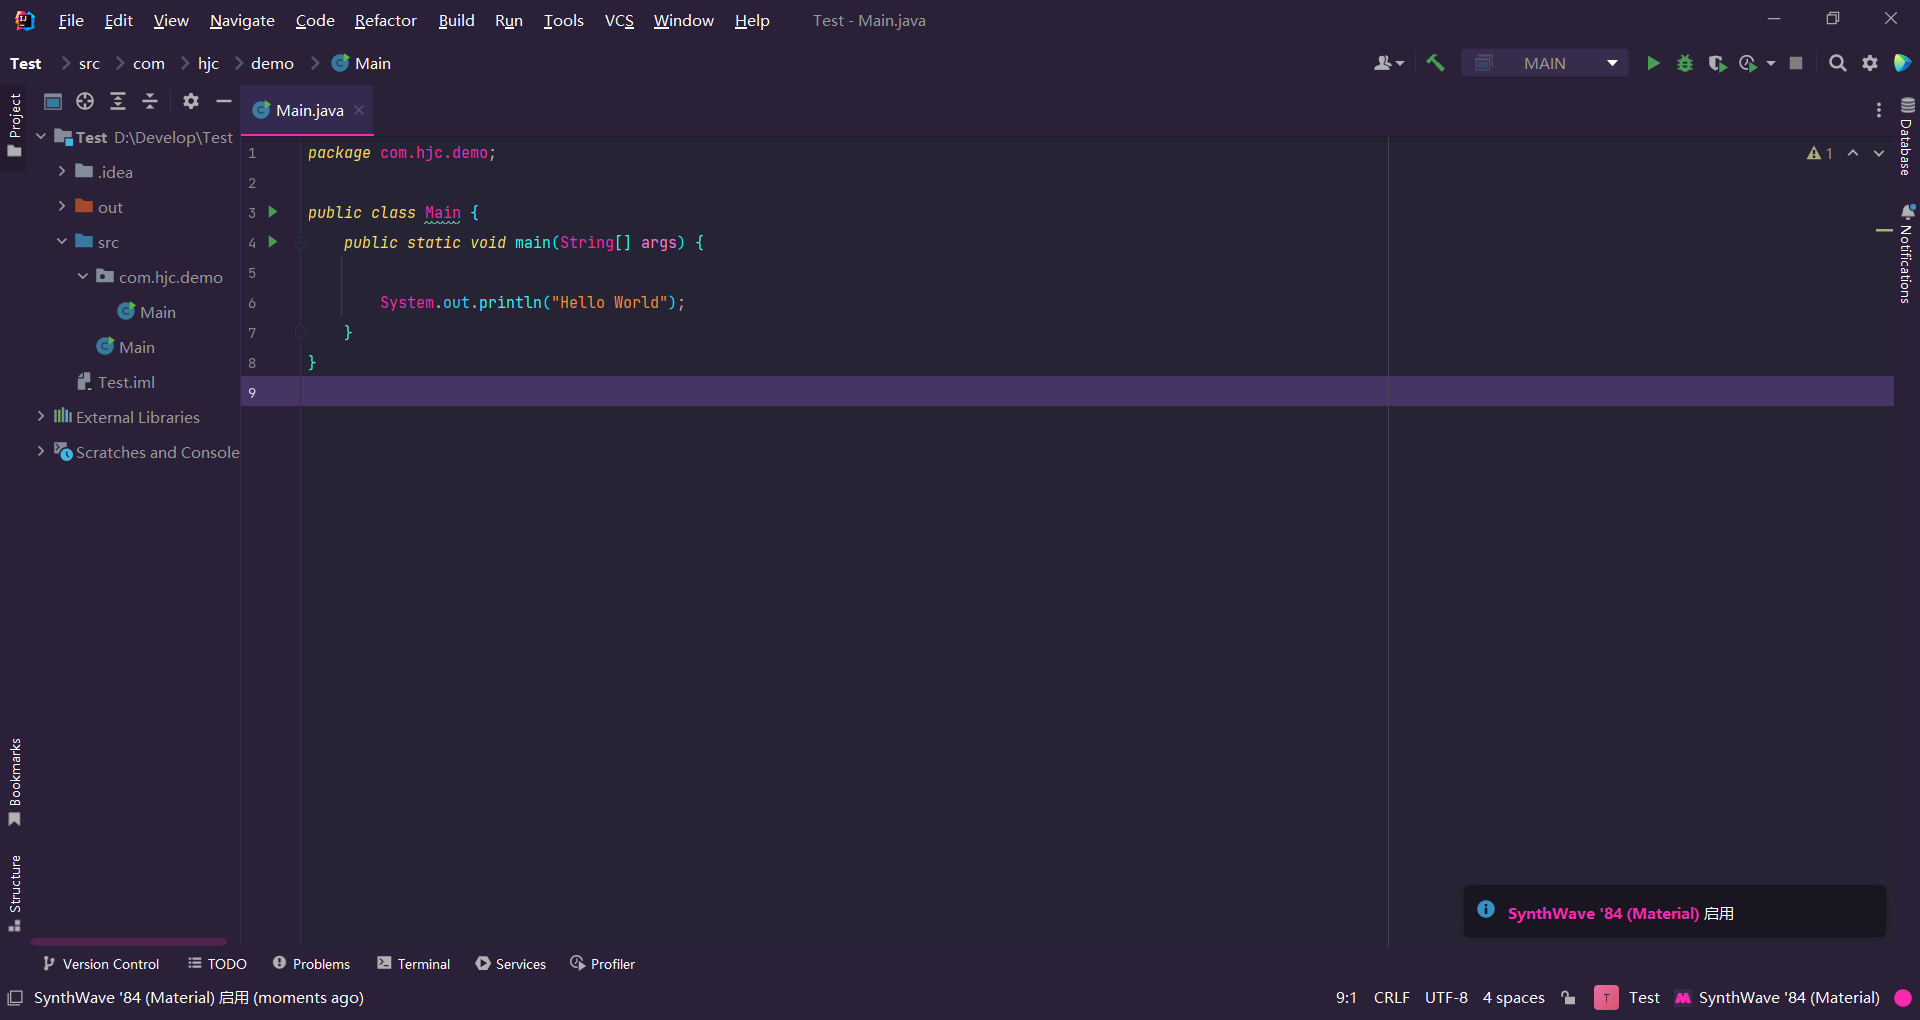 File Edit View Navigate Code Refactor Build Run Tools VCS Window Help Test - Main.java
Test src com hjc demo Main MAIN
Project
Main.java
Test D:\Develop\Test
.idea
out
src
com.hjc.demo
Main
Main
Test.iml
External Libraries
Scratches and Console
1 package com.hjc.demo;
2
3 public class Main {
4 public static void main(String[] args) {
5
6 System.out.println("Hello World");
7 }
8 }
9
1
Database
Notifications
Bookmarks
Structure
SynthWave '84 (Material) 启用
Version Control TODO Problems Terminal Services Profiler
SynthWave '84 (Material) 启用 (moments ago) 9:1 CRLF UTF-8 4 spaces T Test SynthWave '84 (Material)